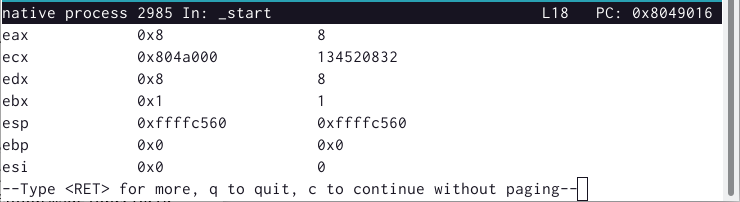 native process 2985 In: _start L18 PC: 0x8049016
eax 0x8 8
ecx 0x804a000 134520832
edx 0x8 8
ebx 0x1 1
esp 0xffffc560 0xffffc560
ebp 0x0 0x0
esi 0x0 0
--Type <RET> for more, q to quit, c to continue without paging--